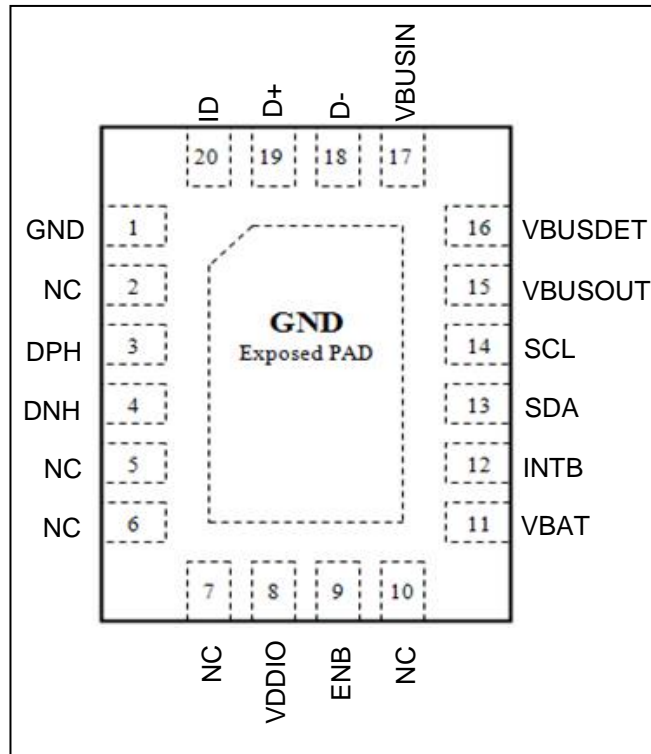 ID D+ D- VBUSIN
20 19 18 17
GND 1 16 VBUSDET
NC 2 15 VBUSOUT
GND
Exposed PAD
DPH 3 14 SCL
DNH 4 13 SDA
NC 5 12 INTB
NC 6 11 VBAT
7 8 9 10
NC VDDIO ENB NC